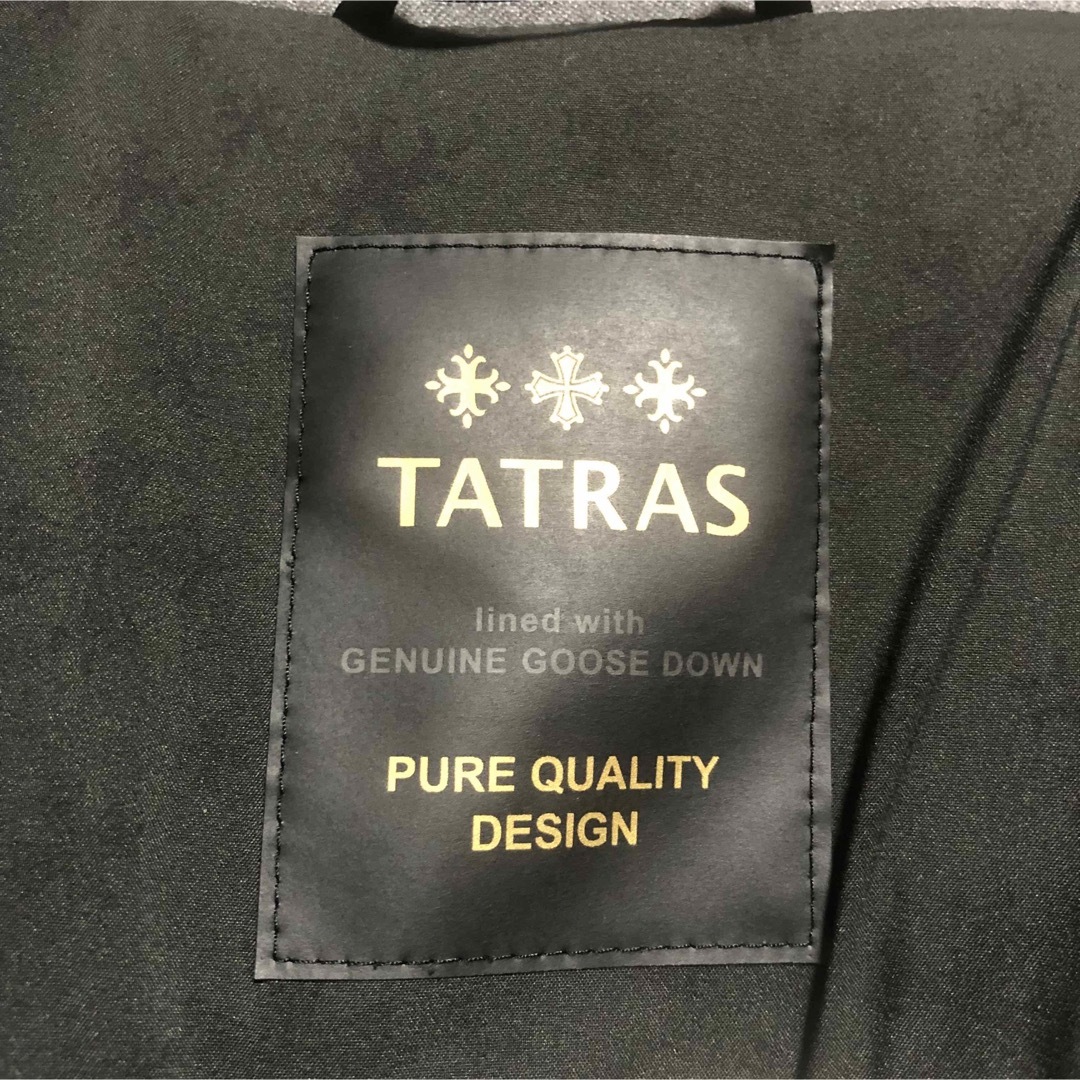 TATRAS
lined with
GENUINE GOOSE DOWN
PURE QUALITY
DESIGN